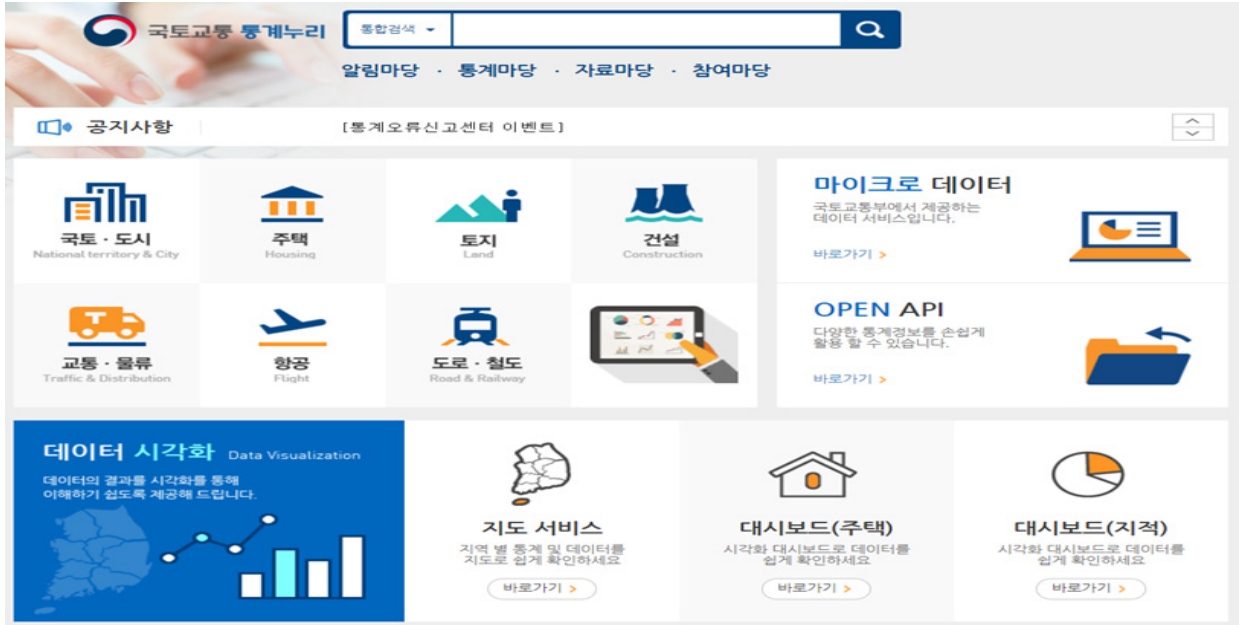 국토교통 통계누리
통합검색
알림마당 · 통계마당 · 자료마당 · 참여마당
공지사항
[통계오류신고센터 이벤트]
국토 · 도시
National territory & City
주택
Housing
토지
Land
건설
Construction
마이크로 데이터
국토교통부에서 제공하는
데이터 서비스입니다.
바로가기 >
교통 · 물류
Traffic & Distribution
항공
Flight
도로 · 철도
Road & Railway
OPEN API
다양한 통계정보를 손쉽게
활용 할 수 있습니다.
바로가기 >
데이터 시각화 Data Visualization
데이터의 결과를 시각화를 통해
이해하기 쉽도록 제공해 드립니다.
지도 서비스
지역 별 통계 및 데이터를
지도로 쉽게 확인하세요
바로가기 >
대시보드(주택)
시각화 대시보드로 데이터를
쉽게 확인하세요
바로가기 >
대시보드(지적)
시각화 대시보드로 데이터를
쉽게 확인하세요
바로가기 >